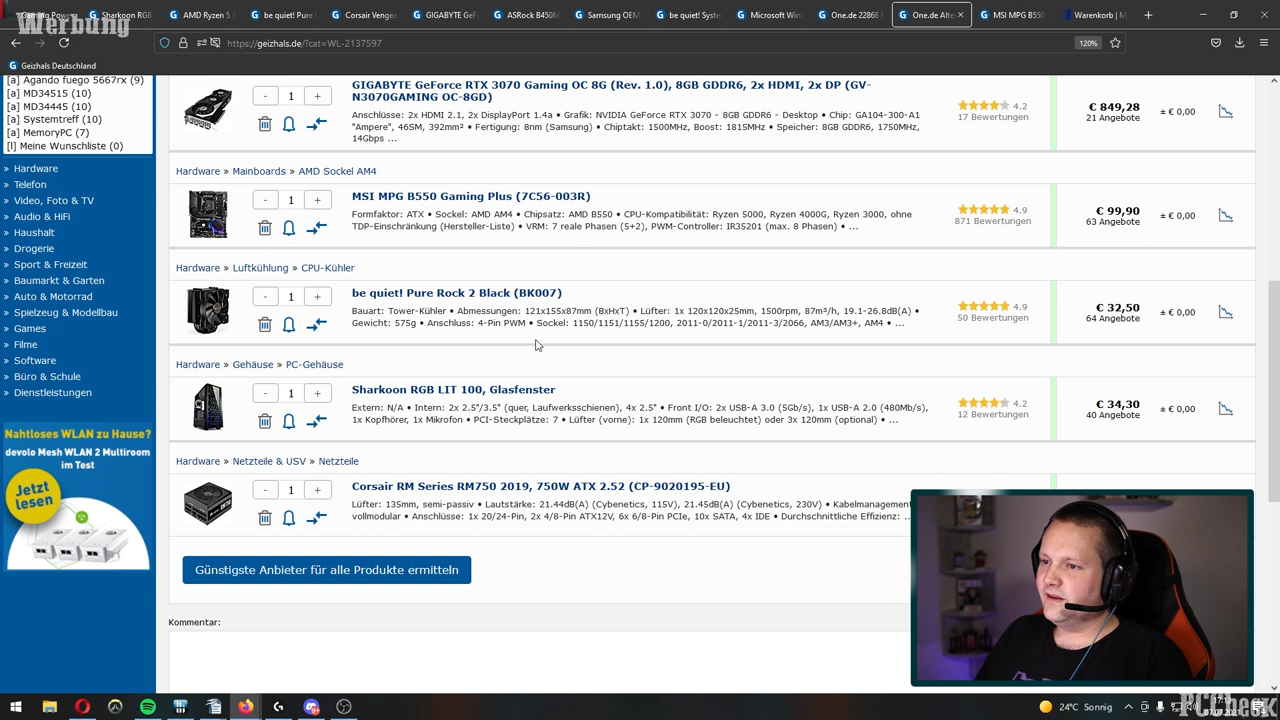 Gaming Power
Sharkoon RGB
AMD Ryzen 5 3
be quiet! Pure
Corsair Vengea
GIGABYTE GeF
ASRock B450M
Samsung OEM
be quiet! Syste
Microsoft Win
One.de 22868
One.de Alter
MSI MPG B550
Warenkorb | M
Werbung
https://geizhals.de/?cat=WL-2137597
120%
Geizhals Deutschland
[a] Agando fuego 5667rx (9)
[a] MD34515 (10)
[a] MD34445 (10)
[a] Systemtreff (10)
[a] MemoryPC (7)
[l] Meine Wunschliste (0)
» Hardware
» Telefon
» Video, Foto & TV
» Audio & HiFi
» Haushalt
» Drogerie
» Sport & Freizeit
» Baumarkt & Garten
» Auto & Motorrad
» Spielzeug & Modellbau
» Games
» Filme
» Software
» Büro & Schule
» Dienstleistungen
Nahtloses WLAN zu Hause?
devolo Mesh WLAN 2 Multiroom
im Test
Jetzt
lesen
GIGABYTE GeForce RTX 3070 Gaming OC 8G (Rev. 1.0), 8GB GDDR6, 2x HDMI, 2x DP (GV-
N3070GAMING OC-8GD)
- 1 +
Anschlüsse: 2x HDMI 2.1, 2x DisplayPort 1.4a • Grafik: NVIDIA GeForce RTX 3070 - 8GB GDDR6 - Desktop • Chip: GA104-300-A1
"Ampere", 46SM, 392mm² • Fertigung: 8nm (Samsung) • Chiptakt: 1500MHz, Boost: 1815MHz • Speicher: 8GB GDDR6, 1750MHz,
14Gbps ...
4.2
17 Bewertungen
€ 849,28
21 Angebote
± € 0,00
Hardware » Mainboards » AMD Sockel AM4
MSI MPG B550 Gaming Plus (7C56-003R)
- 1 +
Formfaktor: ATX • Sockel: AMD AM4 • Chipsatz: AMD B550 • CPU-Kompatibilität: Ryzen 5000, Ryzen 4000G, Ryzen 3000, ohne
TDP-Einschränkung (Hersteller-Liste) • VRM: 7 reale Phasen (5+2), PWM-Controller: IR35201 (max. 8 Phasen) • ...
4.9
871 Bewertungen
€ 99,90
63 Angebote
± € 0,00
Hardware » Luftkühlung » CPU-Kühler
be quiet! Pure Rock 2 Black (BK007)
- 1 +
Bauart: Tower-Kühler • Abmessungen: 121x155x87mm (BxHxT) • Lüfter: 1x 120x120x25mm, 1500rpm, 87m³/h, 19.1-26.8dB(A) •
Gewicht: 575g • Anschluss: 4-Pin PWM • Sockel: 1150/1151/1155/1200, 2011-0/2011-1/2011-3/2066, AM3/AM3+, AM4 • ...
4.9
50 Bewertungen
€ 32,50
64 Angebote
± € 0,00
Hardware » Gehäuse » PC-Gehäuse
Sharkoon RGB LIT 100, Glasfenster
- 1 +
Extern: N/A • Intern: 2x 2.5"/3.5" (quer, Laufwerksschienen), 4x 2.5" • Front I/O: 2x USB-A 3.0 (5Gb/s), 1x USB-A 2.0 (480Mb/s),
1x Kopfhörer, 1x Mikrofon • PCI-Steckplätze: 7 • Lüfter (vorne): 1x 120mm (RGB beleuchtet) oder 3x 120mm (optional) • ...
4.2
12 Bewertungen
€ 34,30
40 Angebote
± € 0,00
Hardware » Netzteile & USV » Netzteile
Corsair RM Series RM750 2019, 750W ATX 2.52 (CP-9020195-EU)
- 1 +
Lüfter: 135mm, semi-passiv • Lautstärke: 21.44dB(A) (Cybenetics, 115V), 21.45dB(A) (Cybenetics, 230V) • Kabelmanagement
vollmodular • Anschlüsse: 1x 20/24-Pin, 2x 4/8-Pin ATX12V, 6x 6/8-Pin PCIe, 10x SATA, 4x IDE • Durchschnittliche Effizienz: ...
Günstigste Anbieter für alle Produkte ermitteln
Kommentar:
24°C Sonnig
PCCheck